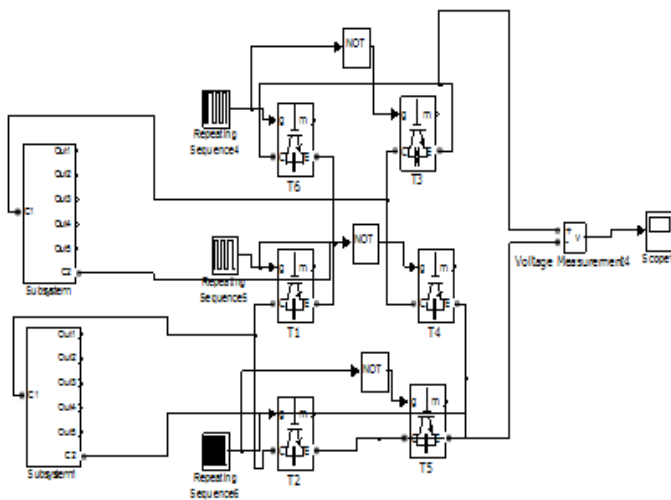 NOT
g m
C E
T6
g m
C E
T3
Repeating
Sequence4
Out1
Out2
Out3
Out4
Out5
C1
C2
Subsystem
NOT
Repeating
Sequence5
g m
C E
T1
g m
C E
T4
+
-
v
Voltage Measurement4
Scope1
Out1
Out2
Out3
Out4
Out5
C1
C2
Subsystem1
NOT
Repeating
Sequence6
g m
C E
T2
g m
C E
T5